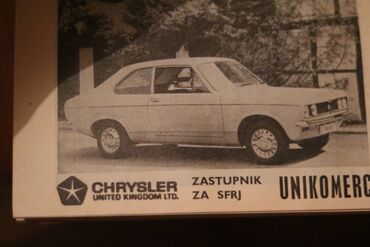 CHRYSLER
UNITED KINGDOM LTD.
ZASTUPNIK
ZA SFRJ
UNIKOMERC